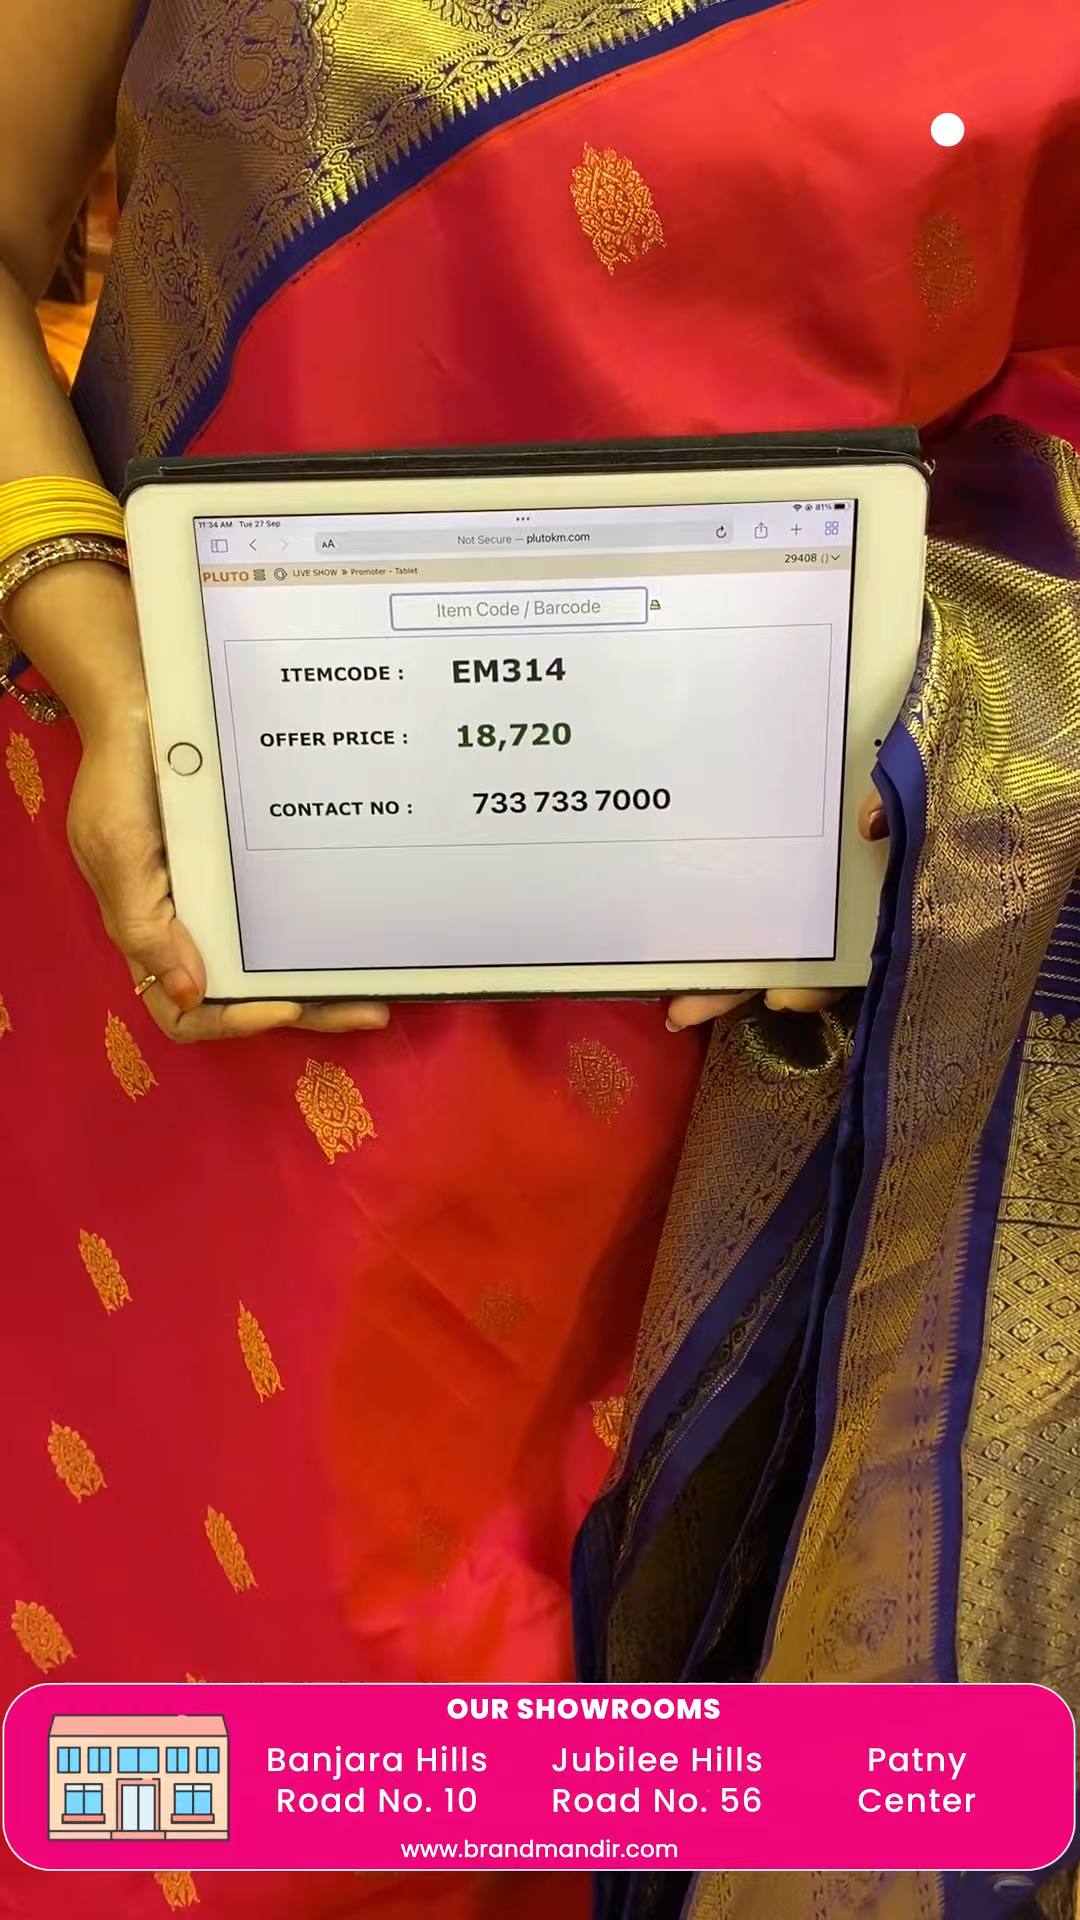 11:34 AM Tue 27 Sep
81%
AA
Not Secure — plutokm.com
PLUTO
LIVE SHOW » Promoter - Tablet
29408 ()
Item Code / Barcode
ITEMCODE : EM314
OFFER PRICE : 18,720
CONTACT NO : 733 733 7000
OUR SHOWROOMS
Banjara Hills
Road No. 10
Jubilee Hills
Road No. 56
Patny
Center
www.brandmandir.com